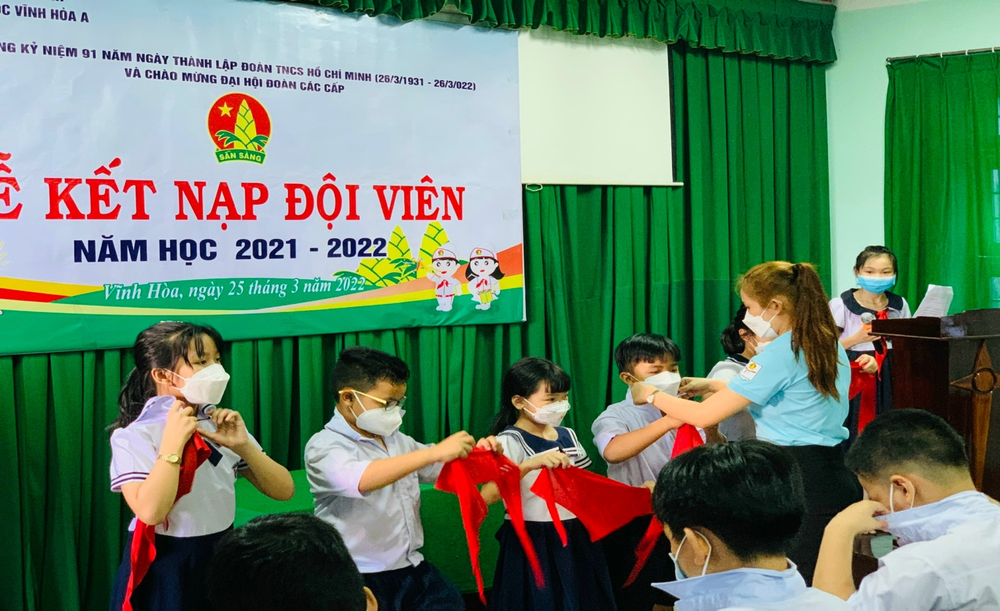 ỌC VĨNH HÒA A
NG KỶ NIỆM 91 NĂM NGÀY THÀNH LẬP ĐOÀN TNCS HỒ CHÍ MINH (26/3/1931 - 26/3/022)
VÀ CHÀO MỪNG ĐẠI HỘI ĐOÀN CÁC CẤP
SẴN SÀNG
Ễ KẾT NẠP ĐỘI VIÊN
NĂM HỌC 2021 - 2022
Vĩnh Hòa, ngày 25 tháng 3 năm 2022